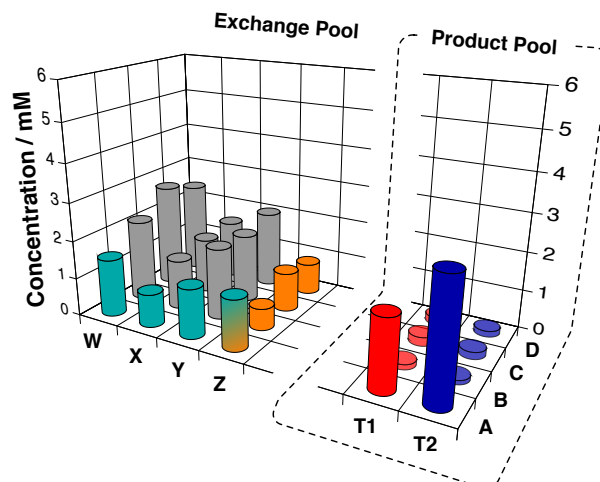 Exchange Pool
Product Pool
Concentration / mM
6
5
4
3
2
1
0
W
X
Y
Z
6
5
4
3
2
1
0
D
C
B
A
T1
T2